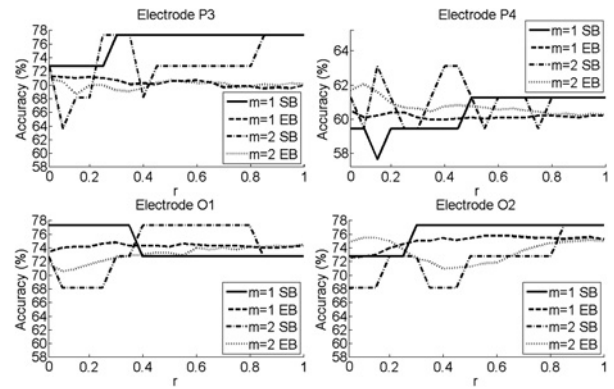 Electrode P3
Accuracy (%)
78
76
74
72
70
68
66
64
62
60
58
0 0.2 0.4 0.6 0.8 1
r
m=1 SB
m=1 EB
m=2 SB
m=2 EB
Electrode P4
Accuracy (%)
64
62
60
58
0 0.2 0.4 0.6 0.8 1
r
m=1 SB
m=1 EB
m=2 SB
m=2 EB
Electrode O1
Accuracy (%)
78
76
74
72
70
68
66
64
62
60
58
0 0.2 0.4 0.6 0.8 1
r
m=1 SB
m=1 EB
m=2 SB
m=2 EB
Electrode O2
Accuracy (%)
78
76
74
72
70
68
66
64
62
60
58
0 0.2 0.4 0.6 0.8 1
r
m=1 SB
m=1 EB
m=2 SB
m=2 EB